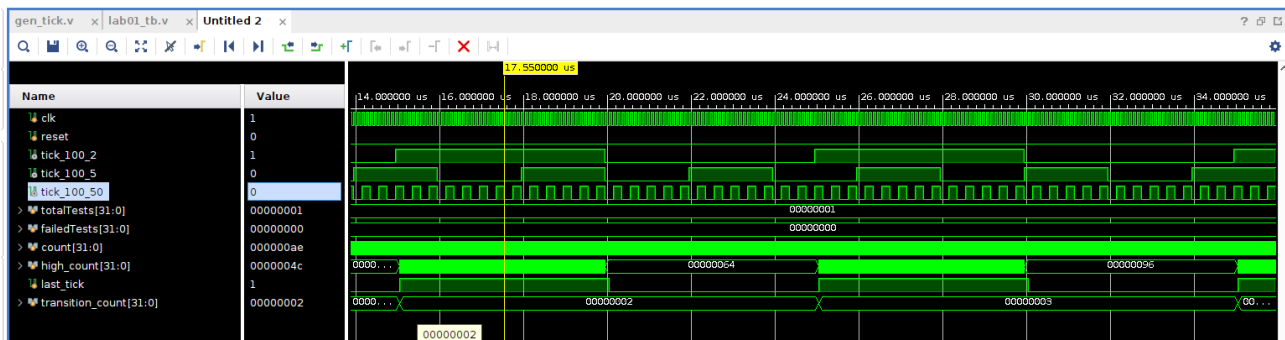 gen_tick.v x lab01_tb.v x Untitled 2 x
17.550000 us
Name Value
14.000000 us 16.000000 us 18.000000 us 20.000000 us 22.000000 us 24.000000 us 26.000000 us 28.000000 us 30.000000 us 32.000000 us 34.000000 us
clk 1
reset 0
tick_100_2 1
tick_100_5 0
tick_100_50 0
totalTests[31:0] 00000001 00000001
failedTests[31:0] 00000000 00000000
count[31:0] 000000ae
high_count[31:0] 0000004c 0000... 00000064 00000096
last_tick 1
transition_count[31:0] 00000002 0000... 00000002 00000003 00...
00000002